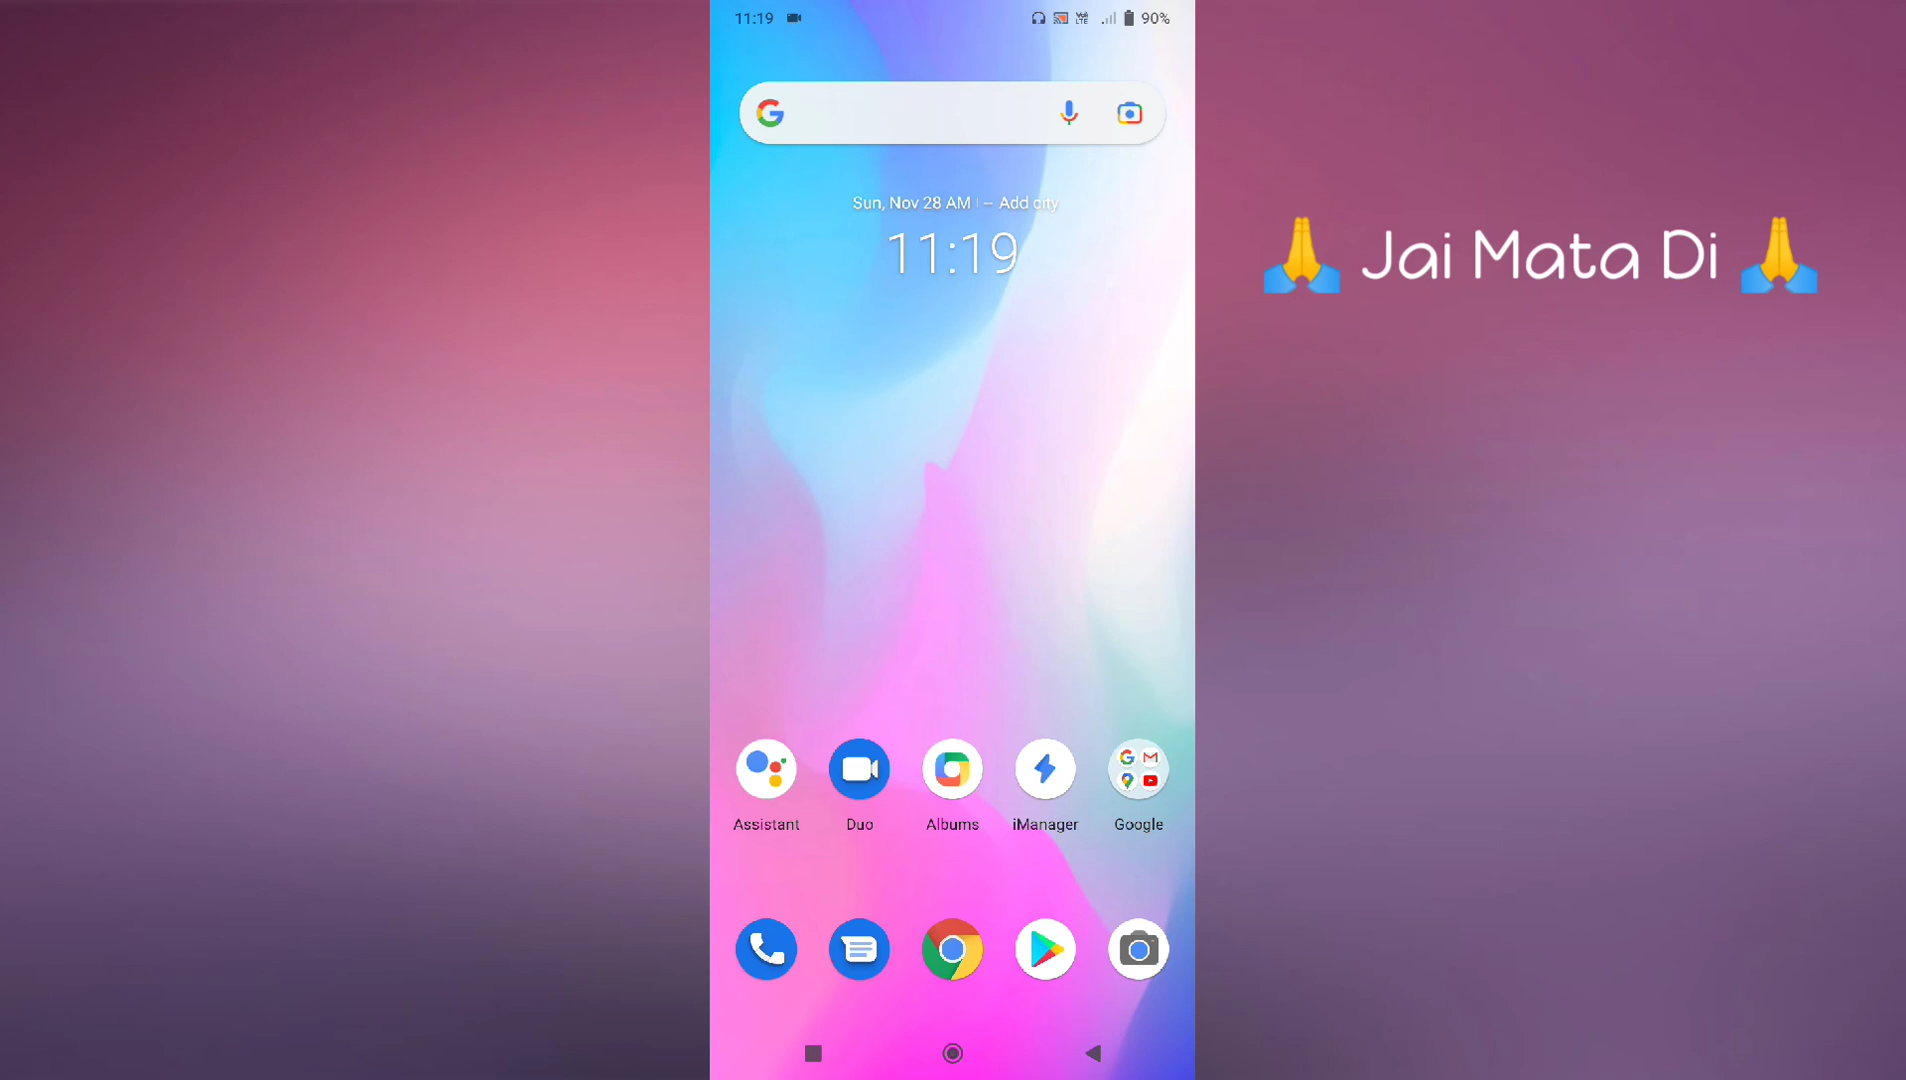 11:19 90%
Sun, Nov 28 AM | -- Add city
11:19
🙏 Jai Mata Di 🙏
Assistant Duo Albums iManager Google